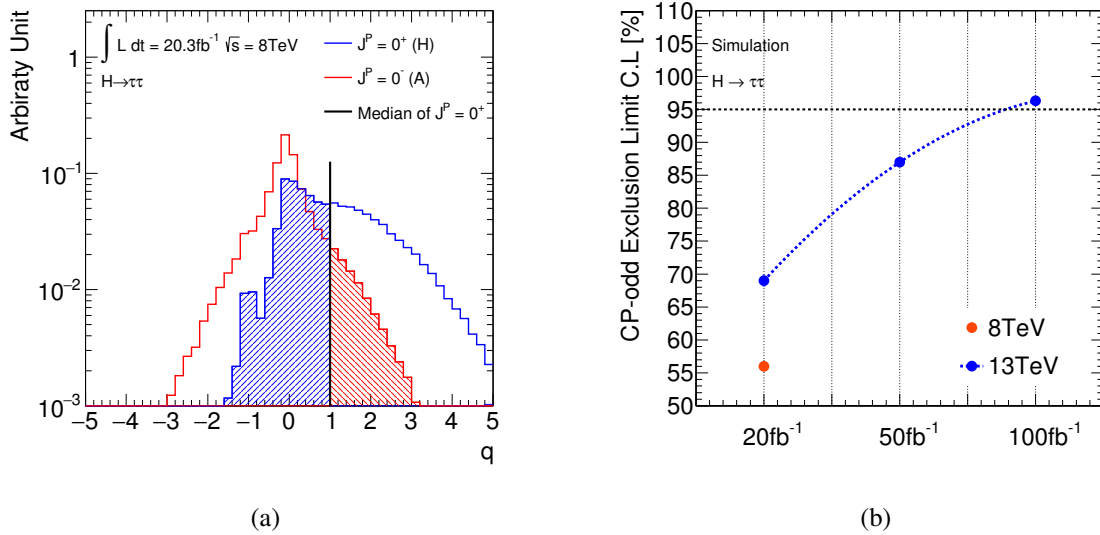 Arbiraty Unit
∫ L dt = 20.3fb⁻¹ √s = 8TeV
H→ττ
Jᴾ = 0⁺ (H)
Jᴾ = 0⁻ (A)
Median of Jᴾ = 0⁺
1
10⁻¹
10⁻²
10⁻³
−5 −4 −3 −2 −1 0 1 2 3 4 5
q
(a)
CP-odd Exclusion Limit C.L [%]
110
105
100
95
90
85
80
75
70
65
60
55
50
Simulation
H → ττ
8TeV
13TeV
20fb⁻¹ 50fb⁻¹ 100fb⁻¹
(b)